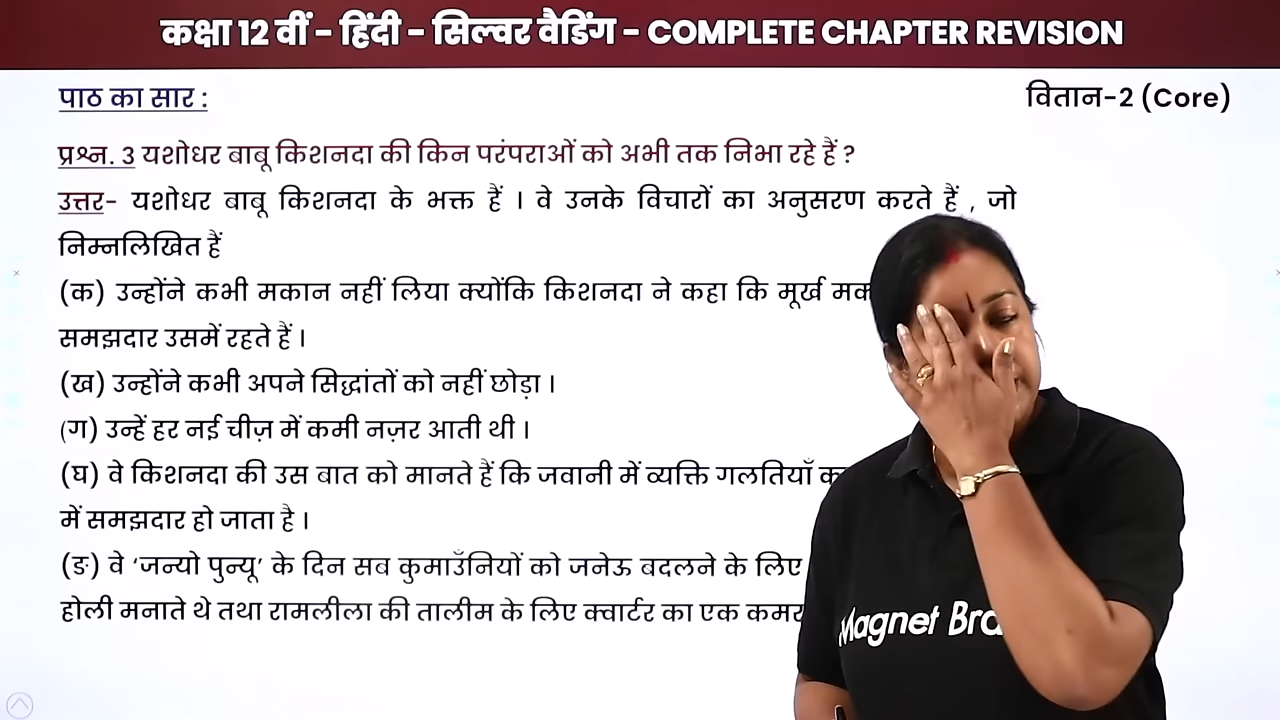 कक्षा 12 वीं - हिंदी - सिल्वर वैडिंग - COMPLETE CHAPTER REVISION
पाठ का सार :
वितान-2 (Core)
प्रश्न. 3 यशोधर बाबू किशनदा की किन परंपराओं को अभी तक निभा रहे हैं ?
उत्तर- यशोधर बाबू किशनदा के भक्त हैं । वे उनके विचारों का अनुसरण करते हैं , जो
निम्नलिखित हैं
(क) उन्होंने कभी मकान नहीं लिया क्योंकि किशनदा ने कहा कि मूर्ख
समझदार उसमें रहते हैं ।
(ख) उन्होंने कभी अपने सिद्धांतों को नहीं छोड़ा ।
(ग) उन्हें हर नई चीज़ में कमी नज़र आती थी ।
(घ) वे किशनदा की उस बात को मानते हैं कि जवानी में व्यक्ति गलतियाँ
में समझदार हो जाता है ।
(ङ) वे ‘जन्यो पुन्यू’ के दिन सब कुमाउँनियों को जनेऊ बदलने के लिए
होली मनाते थे तथा रामलीला की तालीम के लिए क्वार्टर का एक
Magnet